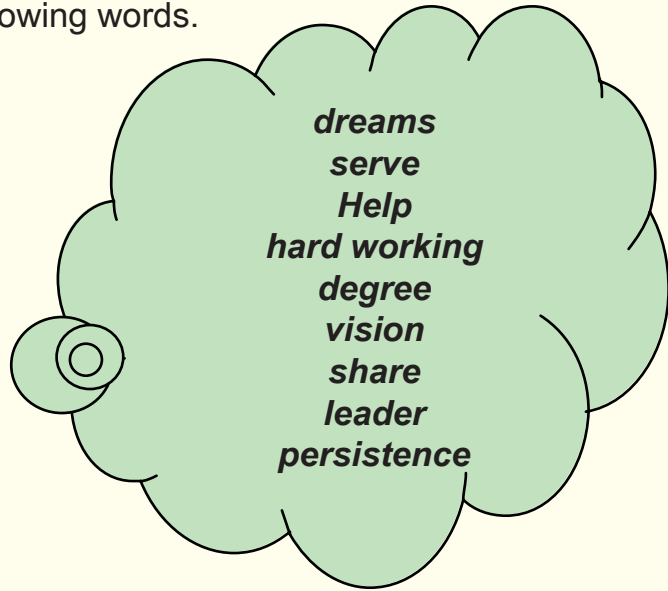 owing words.
dreams
serve
Help
hard working
degree
vision
share
leader
persistence